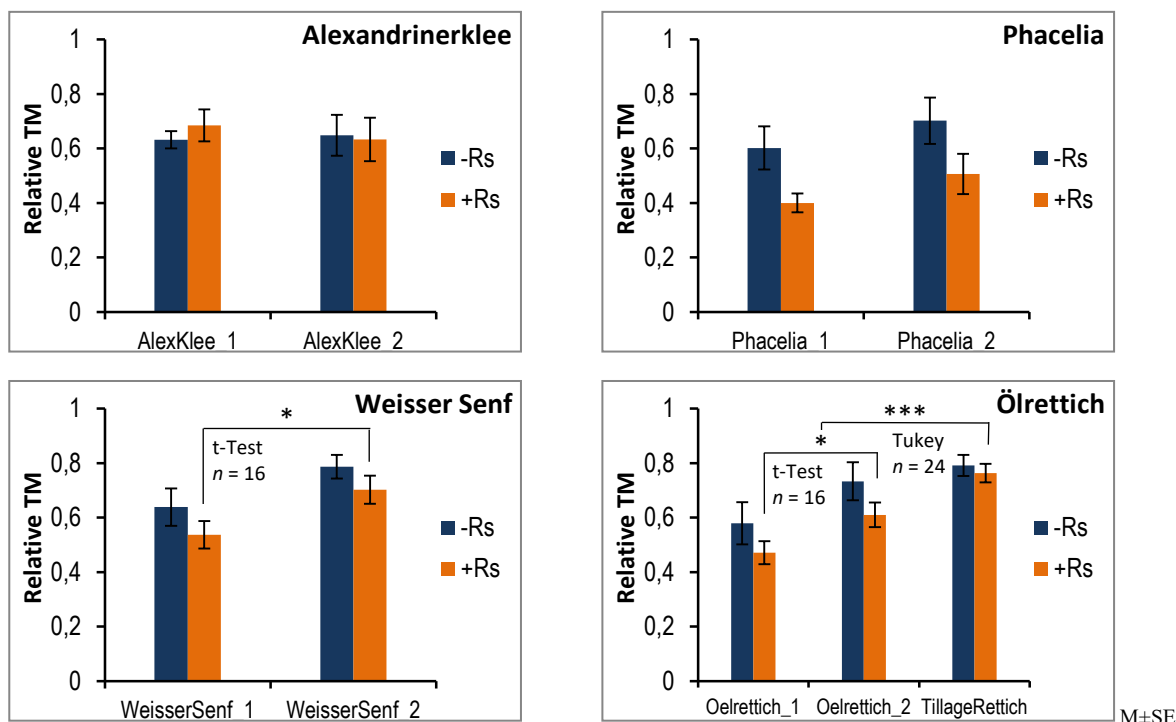 Alexandrinerklee
Relative TM
1
0,8
0,6
0,4
0,2
0
AlexKlee_1 AlexKlee_2
-Rs
+Rs
Phacelia
Relative TM
1
0,8
0,6
0,4
0,2
0
Phacelia_1 Phacelia_2
-Rs
+Rs
Weisser Senf
Relative TM
1
0,8
0,6
0,4
0,2
0
*
t-Test
n = 16
WeisserSenf_1 WeisserSenf_2
-Rs
+Rs
Ölrettich
Relative TM
1
0,8
0,6
0,4
0,2
0
***
*
Tukey
n = 24
t-Test
n = 16
Oelrettich_1 Oelrettich_2 TillageRettich
-Rs
+Rs
M±SE